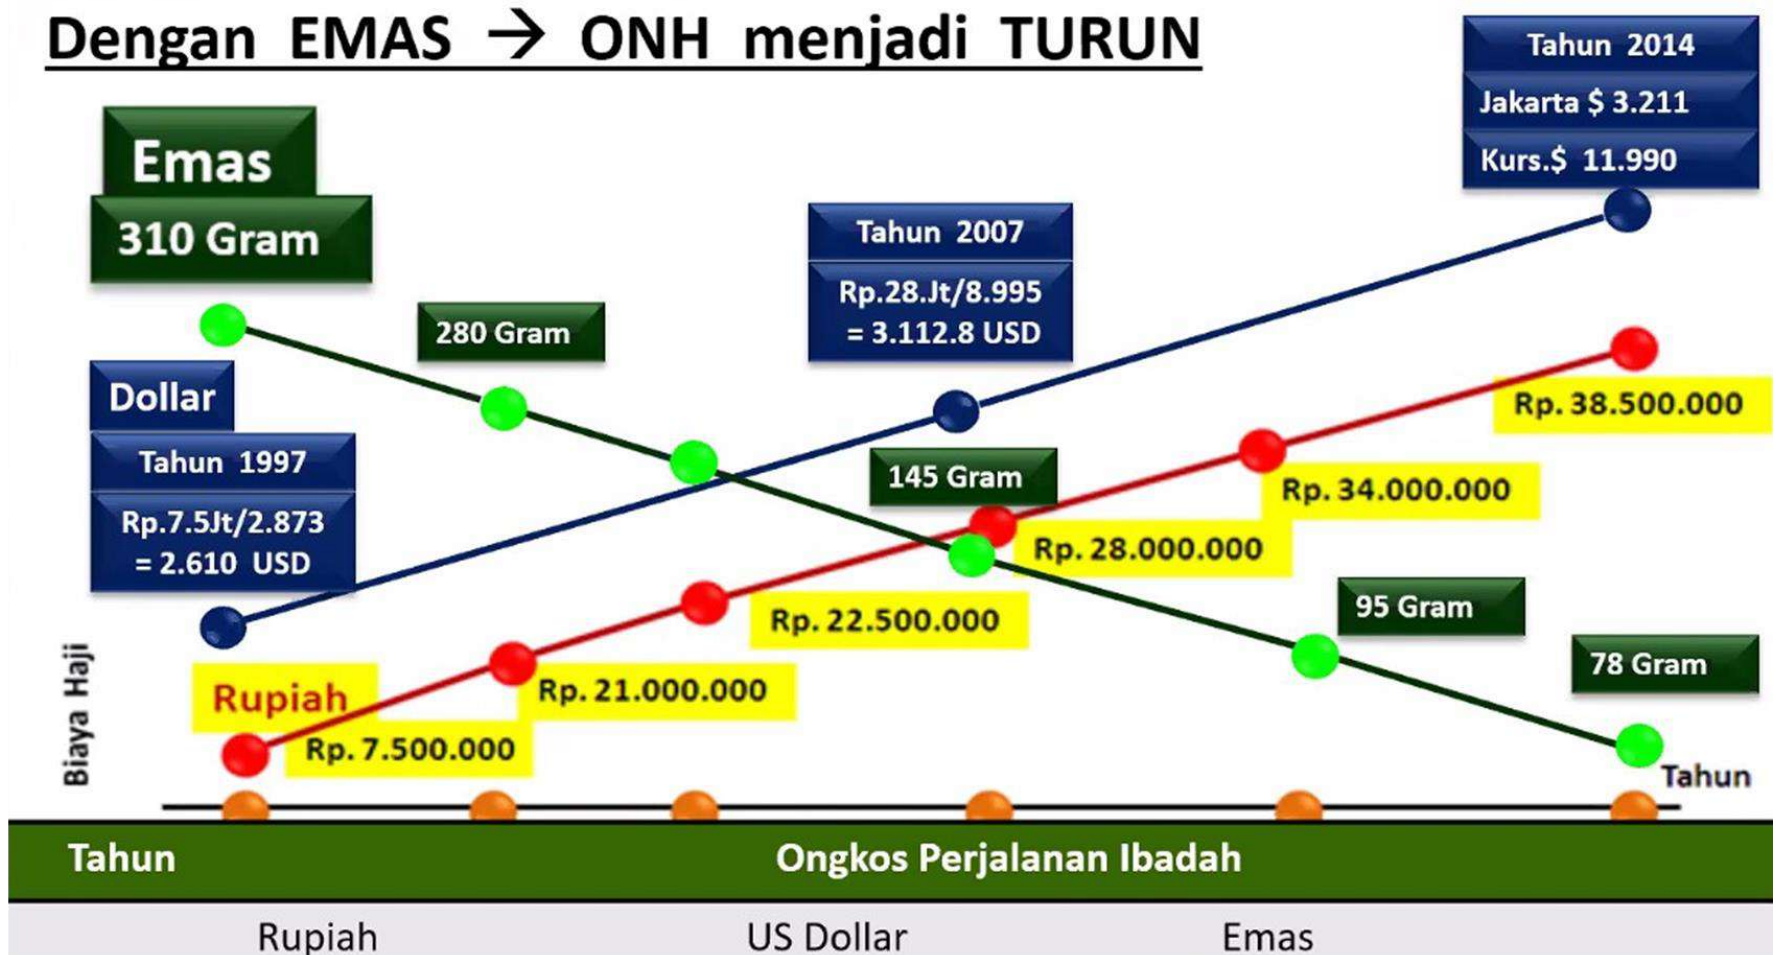 Dengan EMAS → ONH menjadi TURUN
Tahun 2014
Jakarta $ 3.211
Kurs.$ 11.990
Emas
310 Gram
Tahun 2007
Rp.28.Jt/8.995
= 3.112.8 USD
280 Gram
Dollar
Tahun 1997
Rp.7.5Jt/2.873
= 2.610 USD
145 Gram
Rp. 38.500.000
Rp. 34.000.000
Rp. 28.000.000
95 Gram
Rp. 22.500.000
78 Gram
Rupiah
Rp. 21.000.000
Rp. 7.500.000
Biaya Haji
Tahun
Tahun
Ongkos Perjalanan Ibadah
Rupiah
US Dollar
Emas